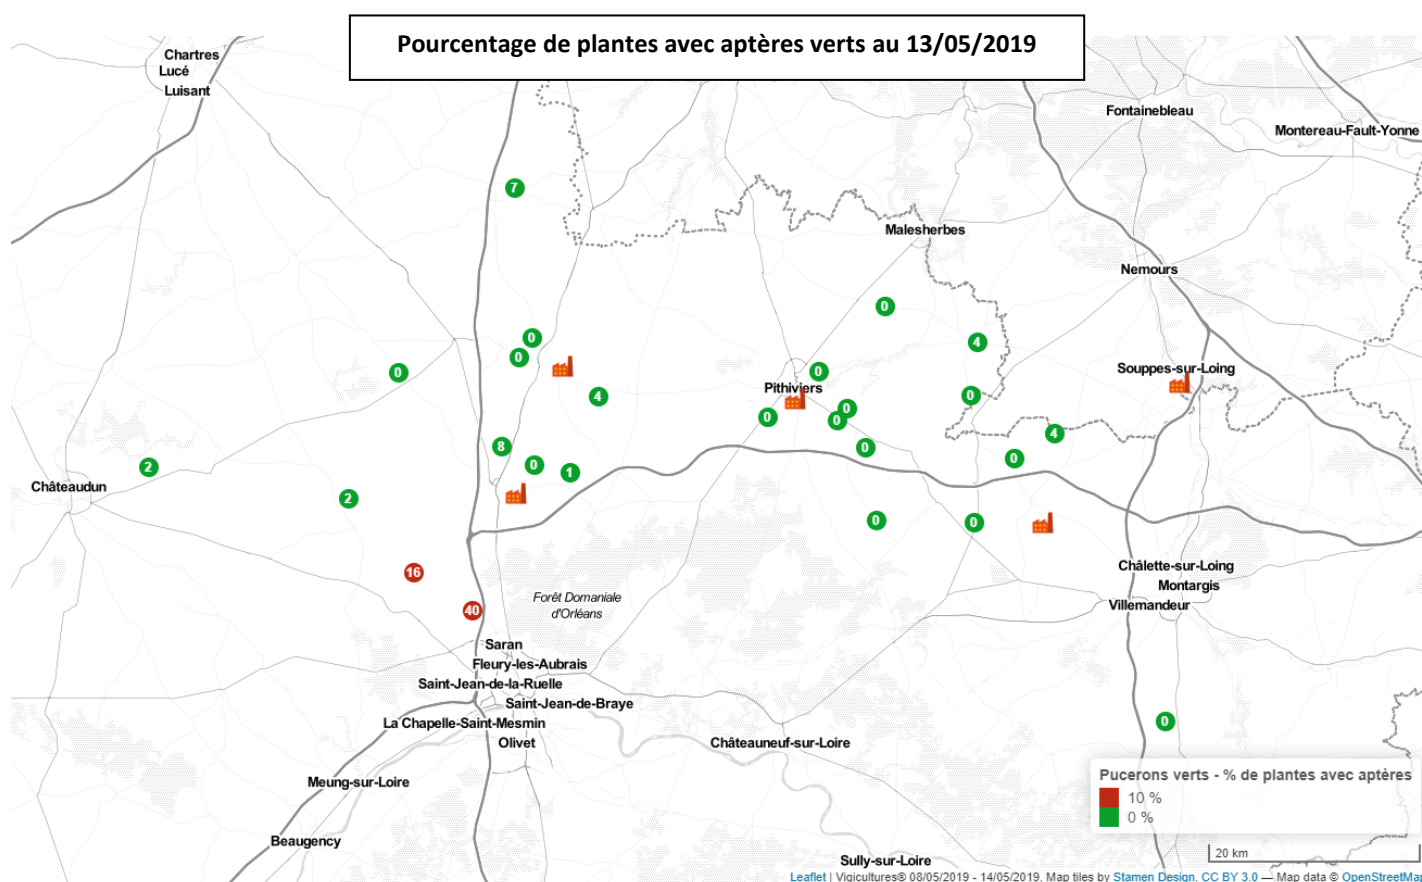 Pourcentage de plantes avec aptères verts au 13/05/2019
Chartres
Lucé
Luisant
Fontainebleau
Montereau-Fault-Yonne
7
Malesherbes
Nemours
0
0
4
0
0
0
Souppes-sur-Loing
Pithiviers
4
0
0
0
0
4
8
0
0
2
0
1
Châteaudun
2
0
0
16
Châlette-sur-Loing
Montargis
Forêt Domaniale
d'Orléans
Villemandeur
40
Saran
Fleury-les-Aubrais
Saint-Jean-de-la-Ruelle
Saint-Jean-de-Braye
La Chapelle-Saint-Mesmin
0
Olivet
Châteauneuf-sur-Loire
Meung-sur-Loire
Pucerons verts - % de plantes avec aptères
10 %
0 %
Beaugency
20 km
Sully-sur-Loire
Leaflet | Vigicultures® 08/05/2019 - 14/05/2019, Map tiles by Stamen Design, CC BY 3.0 — Map data © OpenStreetMap